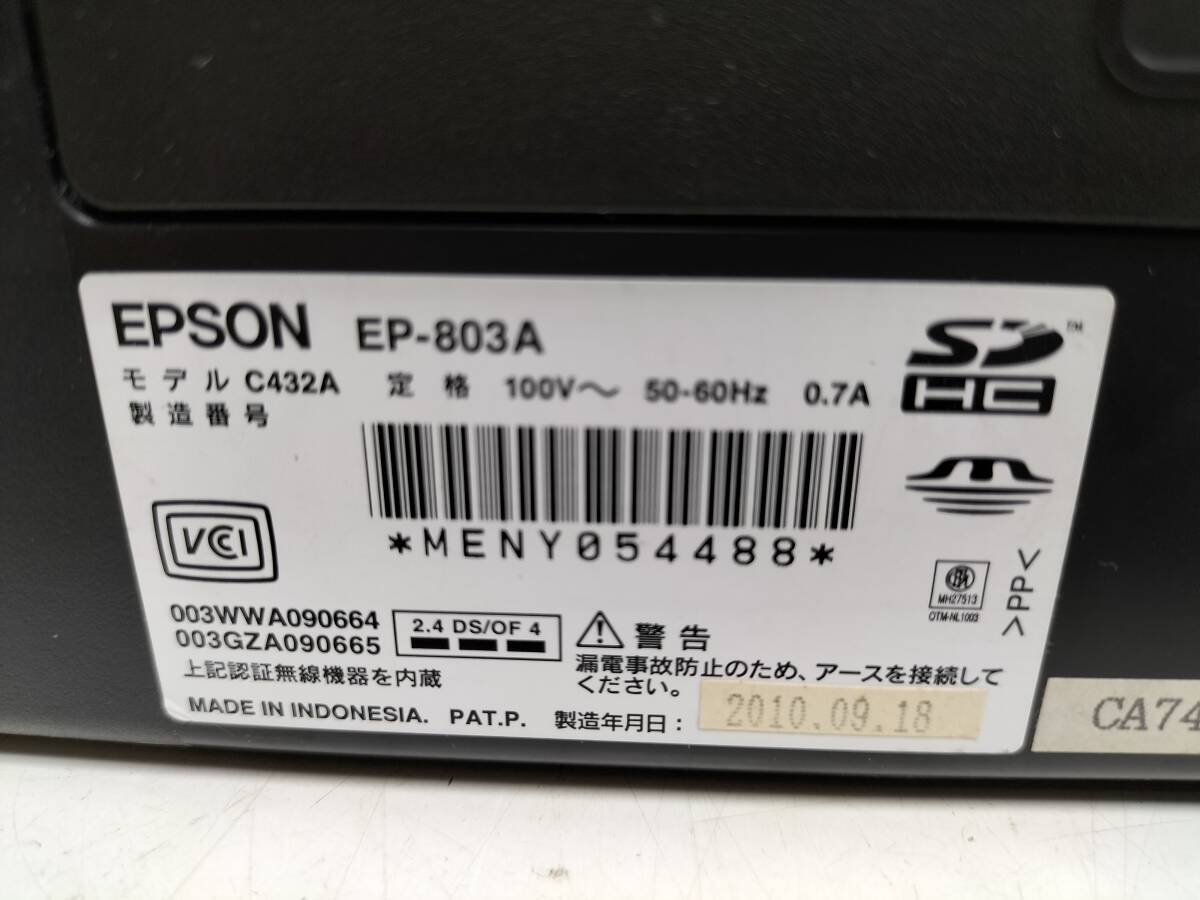 EPSON EP-803A
モデル C432A 定格 100V～ 50-60Hz 0.7A
製造番号
SD™
HC
*MENY054488*
VCI
MH27513
OTM-NL1003
>PP<
003WWA090664
003GZA090665
2.4 DS/OF 4
上記認証無線機器を内蔵
⚠警告
漏電事故防止のため、アースを接続して
ください。
MADE IN INDONESIA. PAT.P. 製造年月日: 2010.09.18
CA74